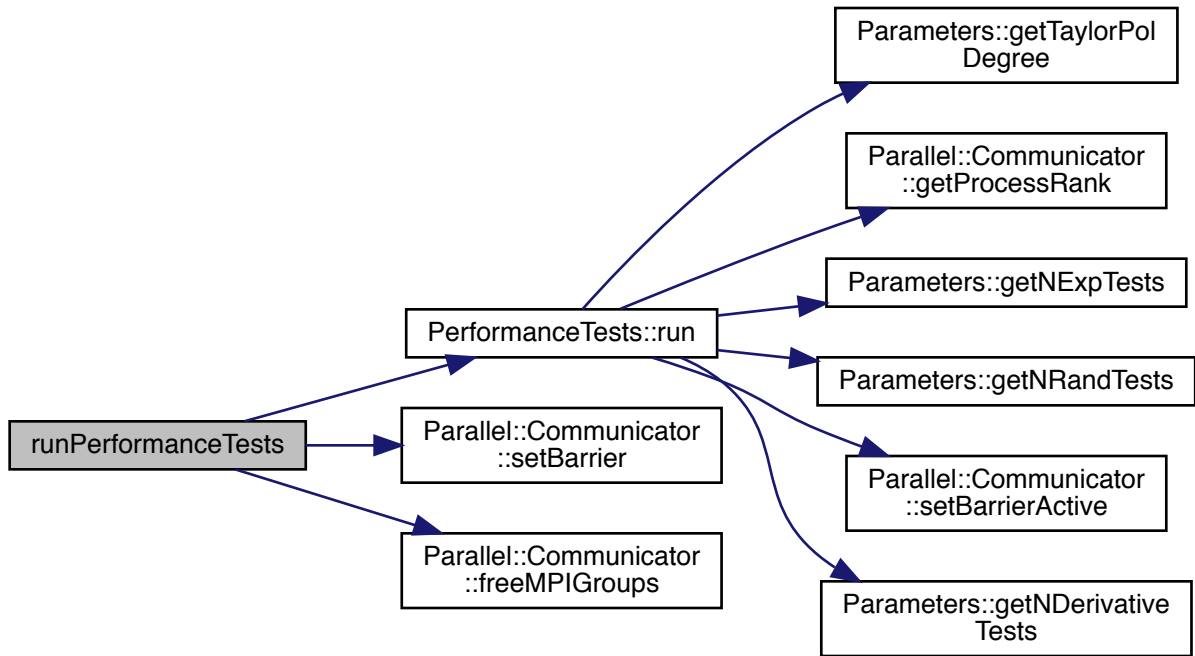 Parameters::getTaylorPol
Degree
Parallel::Communicator
::getProcessRank
Parameters::getNExpTests
PerformanceTests::run
Parameters::getNRandTests
runPerformanceTests
Parallel::Communicator
::setBarrier
Parallel::Communicator
::setBarrierActive
Parallel::Communicator
::freeMPIGroups
Parameters::getNDerivative
Tests